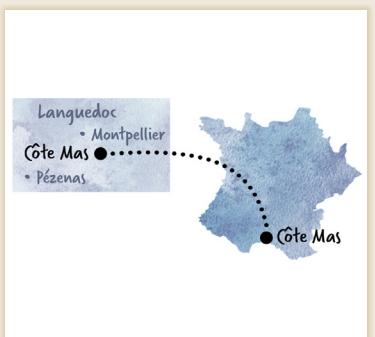 Languedoc
• Montpellier
Côte Mas
• Pézenas
Côte Mas